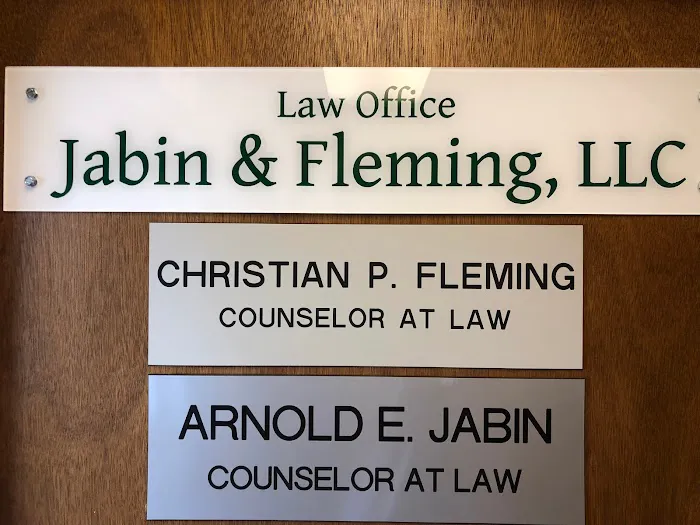 Law Office
Jabin & Fleming, LLC
CHRISTIAN P. FLEMING
COUNSELOR AT LAW
ARNOLD E. JABIN
COUNSELOR AT LAW